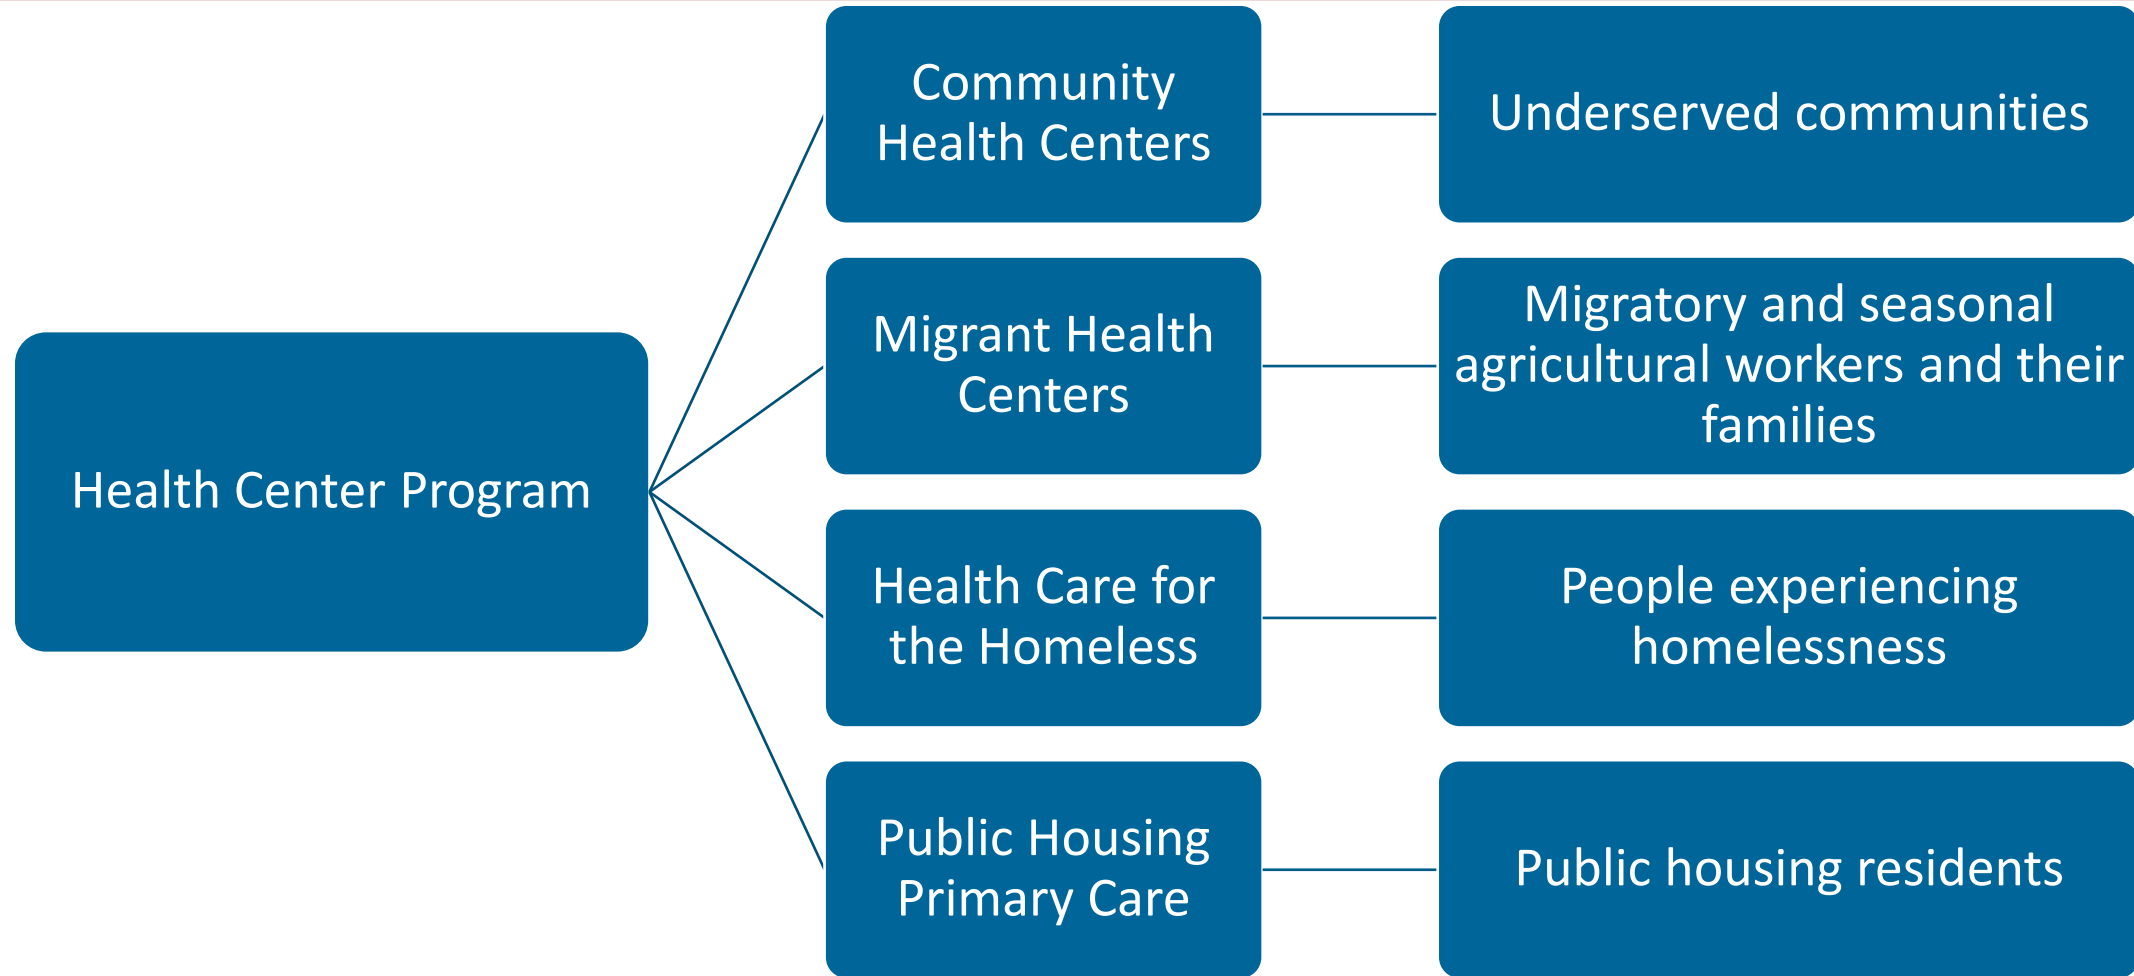 Health Center Program
Community
Health Centers
Underserved communities
Migrant Health
Centers
Migratory and seasonal
agricultural workers and their
families
Health Care for
the Homeless
People experiencing
homelessness
Public Housing
Primary Care
Public housing residents